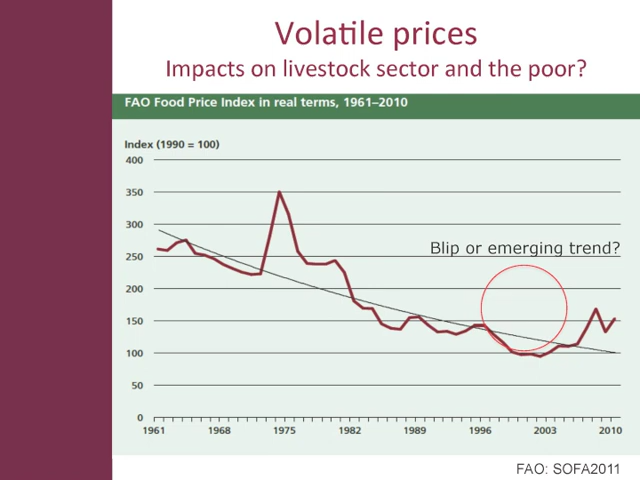 Volatile prices
Impacts on livestock sector and the poor?
FAO Food Price Index in real terms, 1961–2010
Index (1990 = 100)
400
350
300
250
200
150
100
50
0
Blip or emerging trend?
1961 1968 1975 1982 1989 1996 2003 2010
FAO: SOFA2011